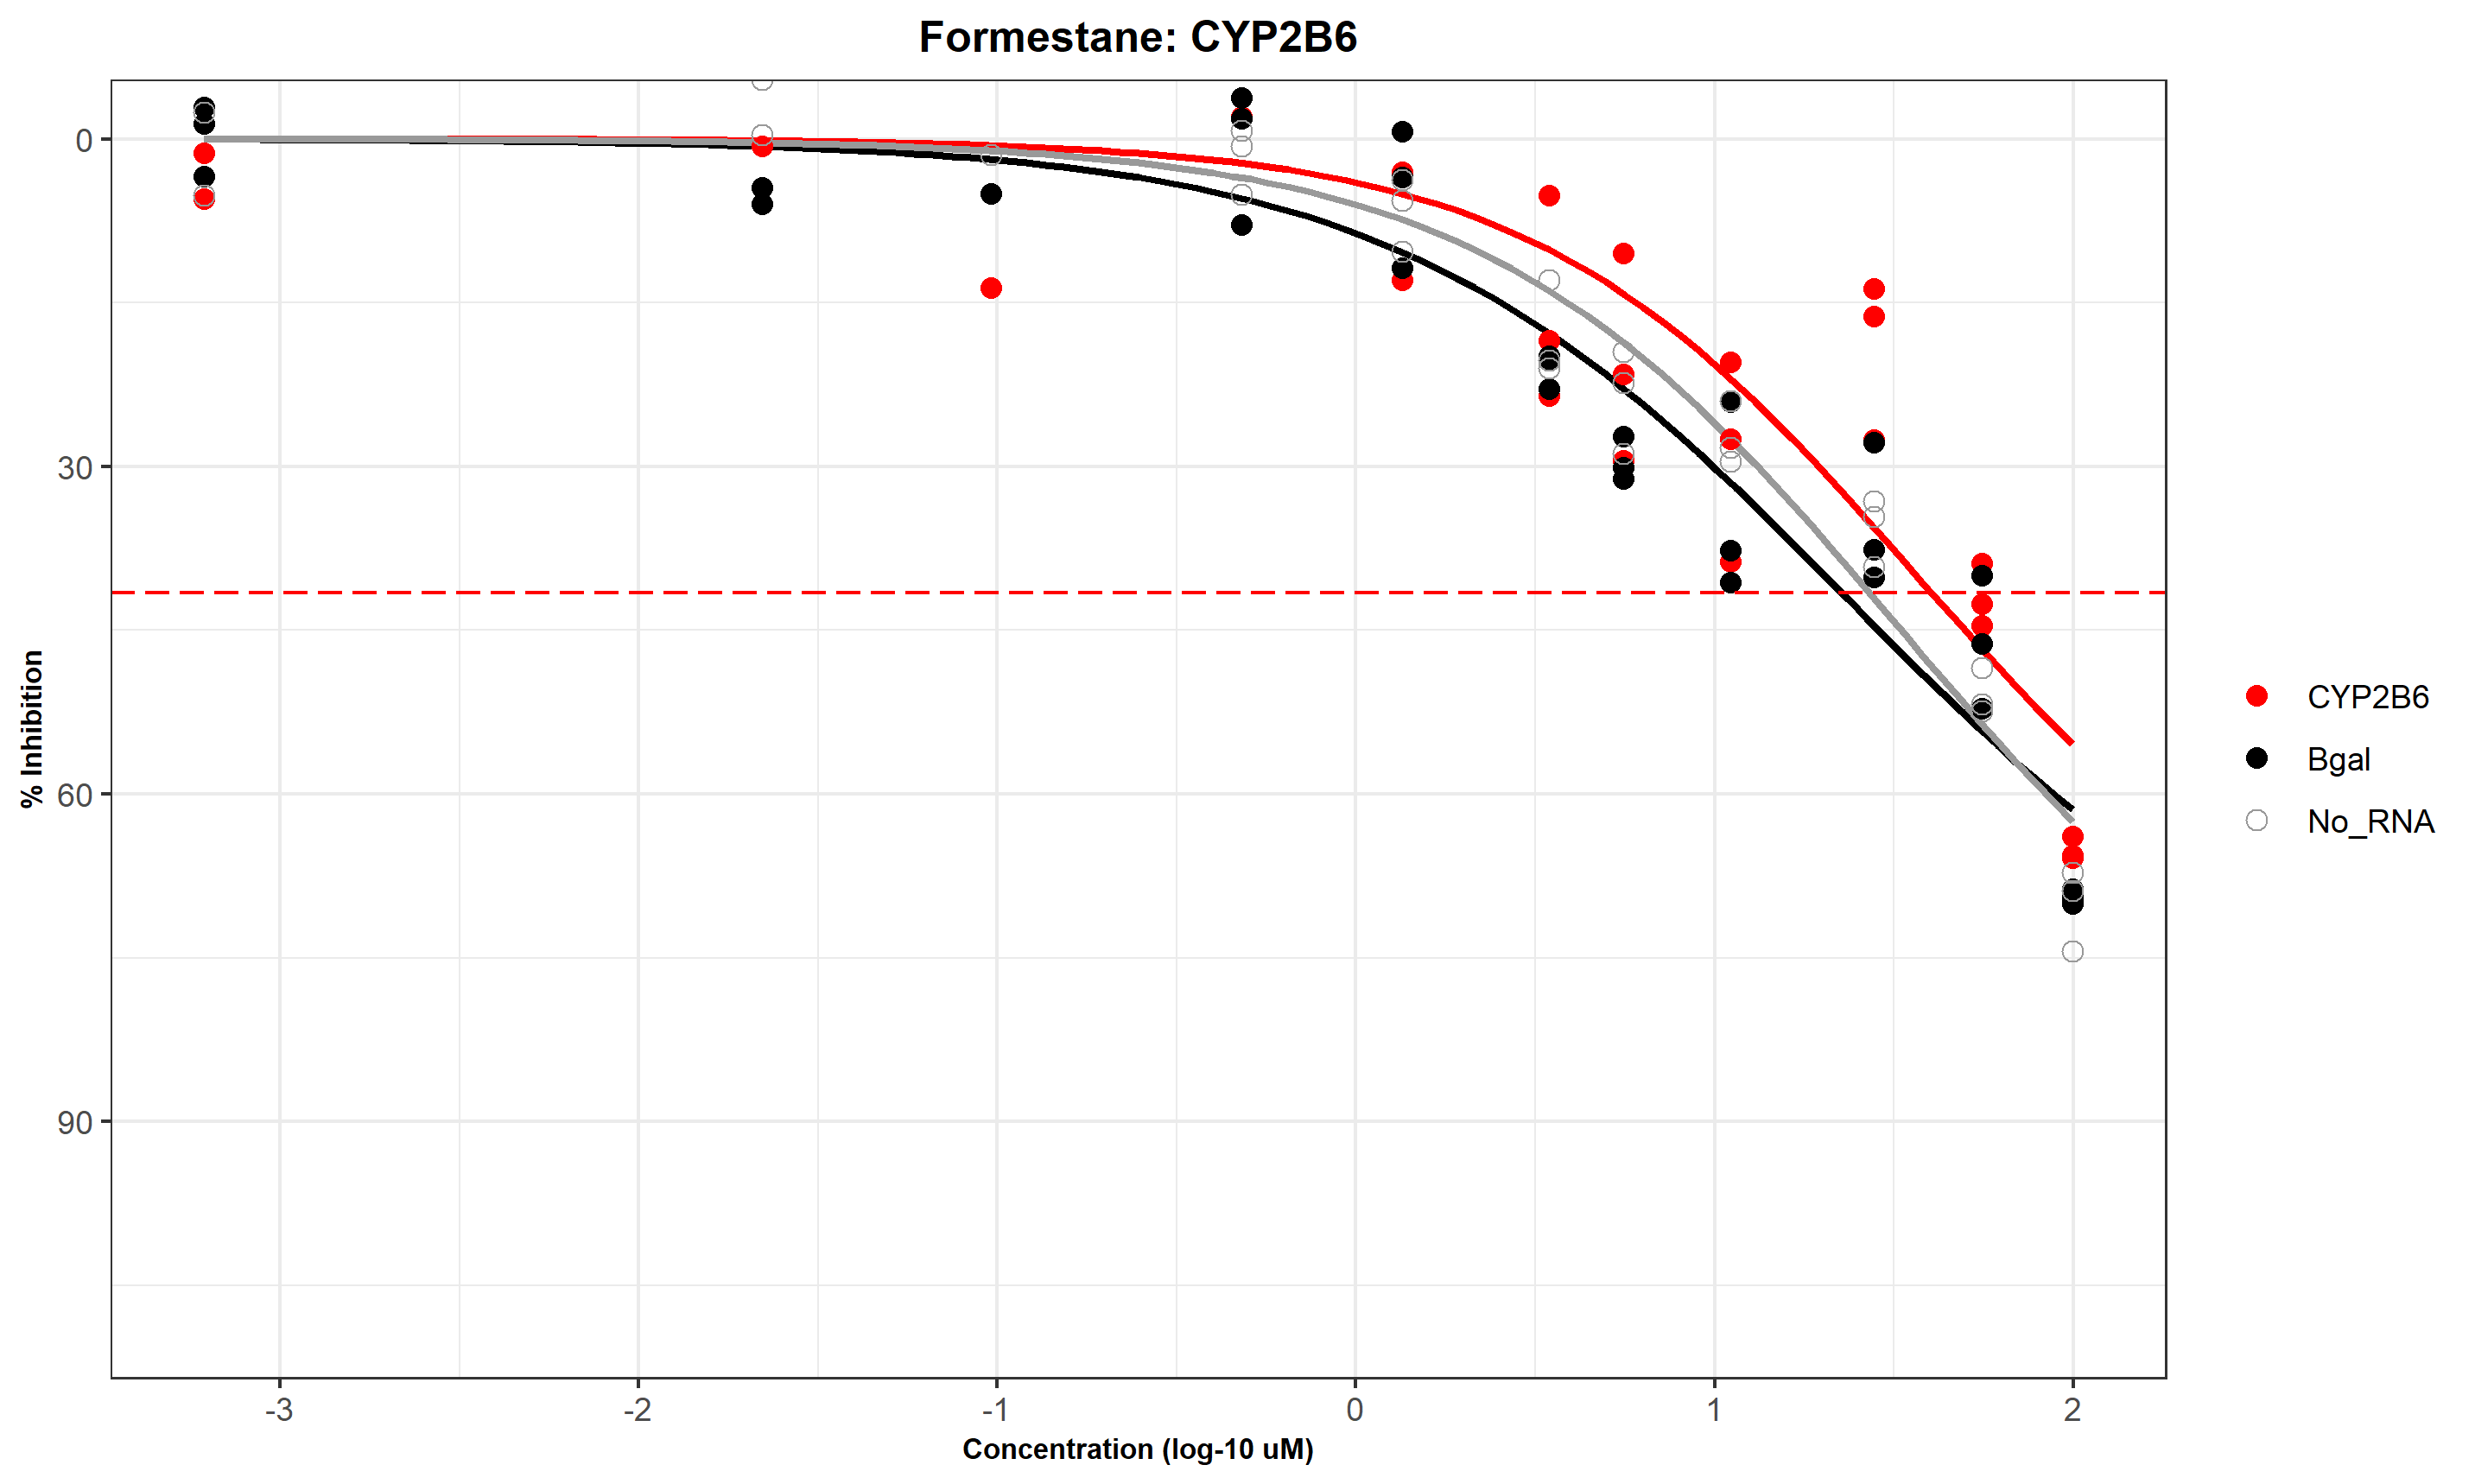 Formestane: CYP2B6
% Inhibition
0
30
60
90
-3
-2
-1
0
1
2
Concentration (log-10 uM)
CYP2B6
Bgal
No_RNA